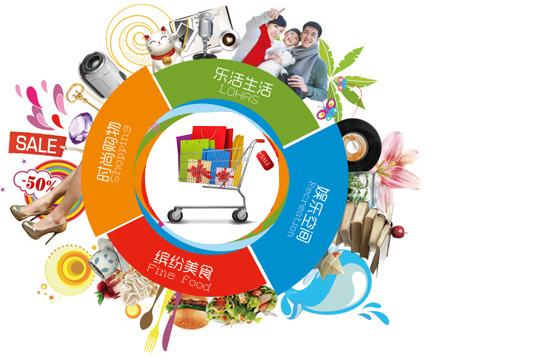 乐活生活
LOHAS
时尚购物
Shopping
娱乐空间
Recreation
缤纷美食
Fine food
SALE
-50%
SALE